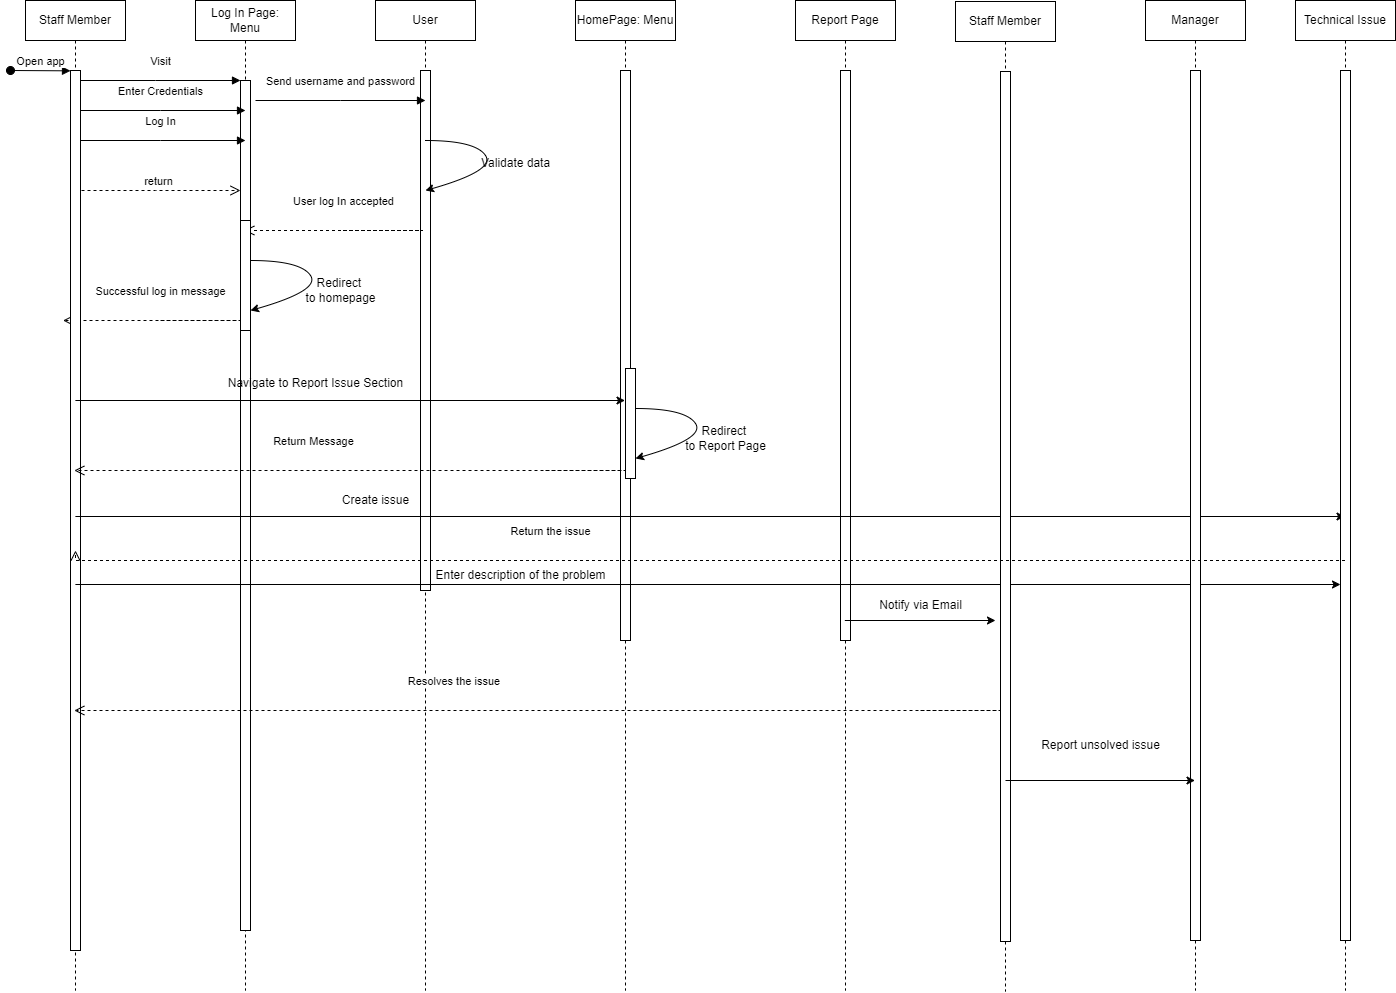 Staff Member
Log In Page:
Menu
User
HomePage: Menu
Report Page
Staff Member
Manager
Technical Issue
Open app
Visit
Send username and password
Enter Credentials
Log In
Validate data
return
User log In accepted
Redirect
to homepage
Successful log in message
Navigate to Report Issue Section
Redirect
to Report Page
Return Message
Create issue
Return the issue
Enter description of the problem
Notify via Email
Resolves the issue
Report unsolved issue